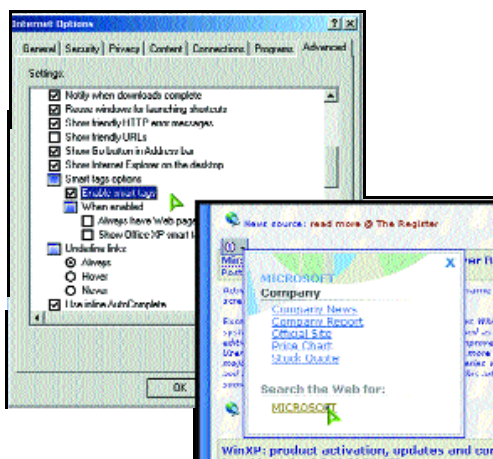 Internet Options
General Security Privacy Content Connections Programs Advanced
Settings:
Notify when downloads complete
Reuse windows for launching shortcuts
Show friendly HTTP error messages
Show friendly URLs
Show Go button in Address bar
Show Internet Explorer on the desktop
Smart tags options
Enable smart tags
When enabled
Always have Web page
Show Office XP smart t
Underline links
Always
Hover
Never
Use inline AutoComplete
OK
News source: read more @ The Register
X
MICROSOFT
Company
Company News
Company Report
Official Site
Price Chart
Stock Quote
Search the Web for:
MICROSOFT
WinXP: product activation, updates and